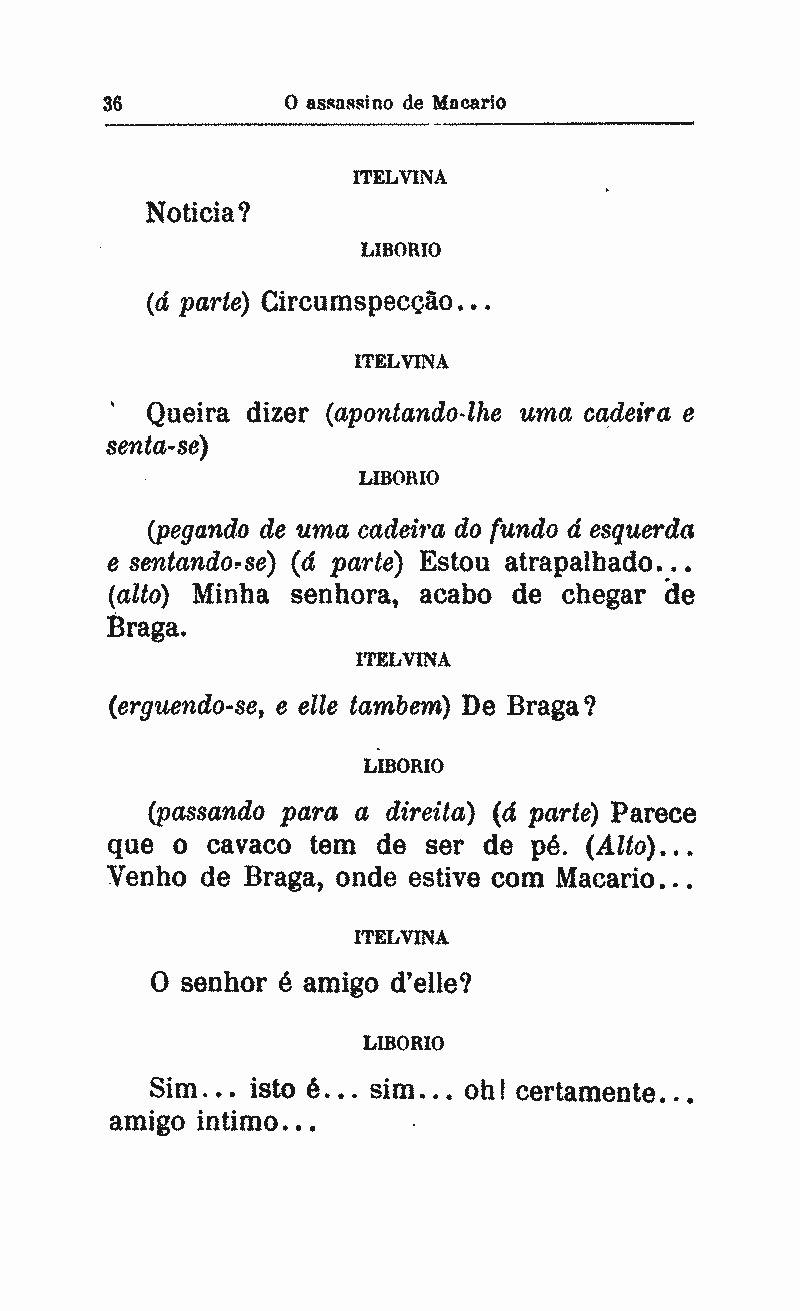 36 O assassino de Macario
ITELVINA
Noticia?
LIBORIO
(á parte) Circumspecção...
ITELVINA
Queira dizer (apontando-lhe uma cadeira e
senta-se)
LIBORIO
(pegando de uma cadeira do fundo á esquerda
e sentando-se) (á parte) Estou atrapalhado...
(alto) Minha senhora, acabo de chegar de
Braga.
ITELVINA
(erguendo-se, e elle tambem) De Braga?
LIBORIO
(passando para a direita) (á parte) Parece
que o cavaco tem de ser de pé. (Alto)...
Venho de Braga, onde estive com Macario...
ITELVINA
O senhor é amigo d'elle?
LIBORIO
Sim... isto é... sim... oh! certamente...
amigo intimo...